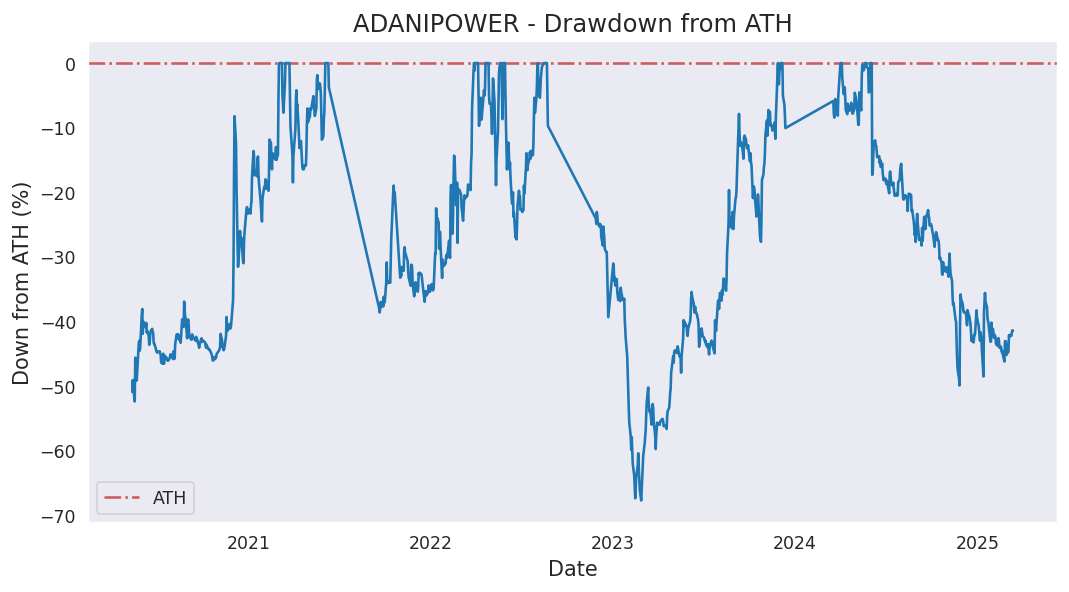 ADANIPOWER - Drawdown from ATH
Down from ATH (%)
0
−10
−20
−30
−40
−50
−60
−70
ATH
2021 2022 2023 2024 2025
Date